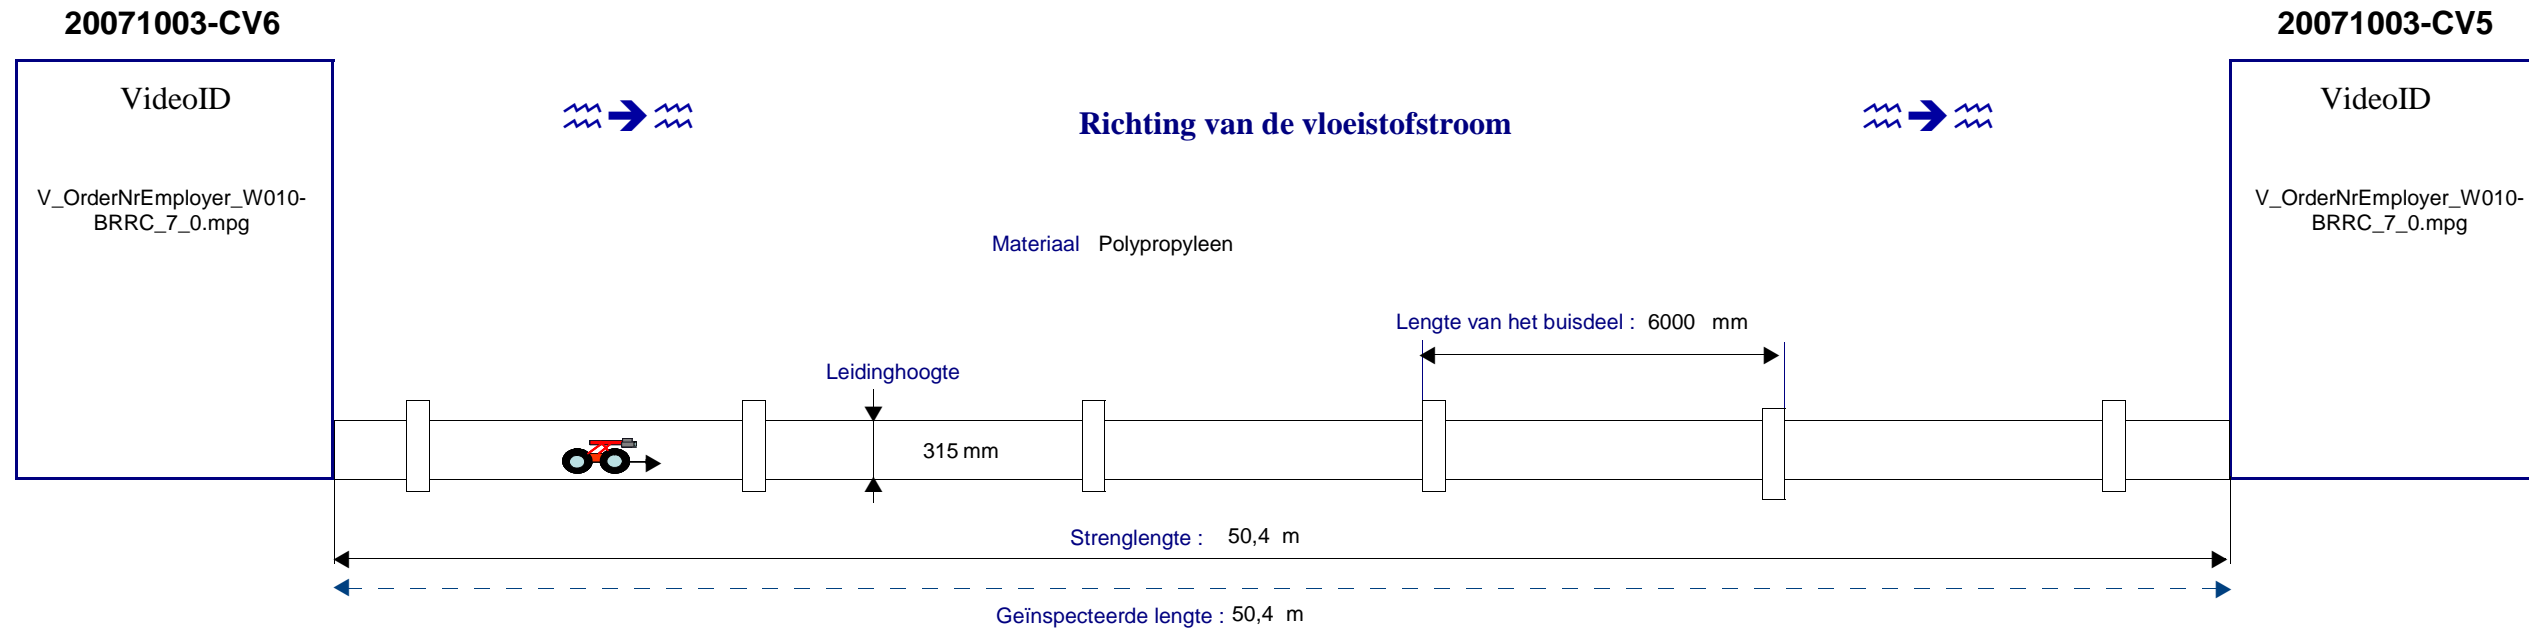 20071003-CV6
20071003-CV5
VideoID
VideoID
Richting van de vloeistofstroom
V_OrderNrEmployer_W010-
BRRC_7_0.mpg
V_OrderNrEmployer_W010-
BRRC_7_0.mpg
Materiaal Polypropyleen
Lengte van het buisdeel : 6000 mm
Leidinghoogte
315 mm
Strenglengte : 50,4 m
Geïnspecteerde lengte : 50,4 m